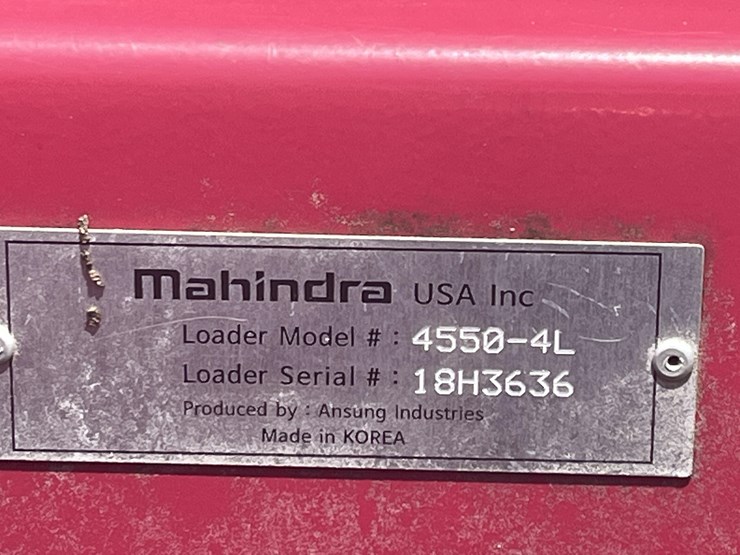 mahindra USA Inc
Loader Model # : 4550-4L
Loader Serial # : 18H3636
Produced by : Ansung Industries
Made in KOREA